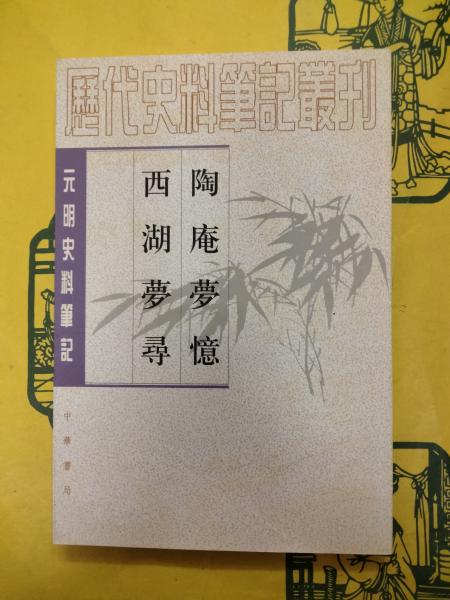 歷代史料筆記叢刊
元明史料筆記
陶庵夢憶
西湖夢尋
中華書局